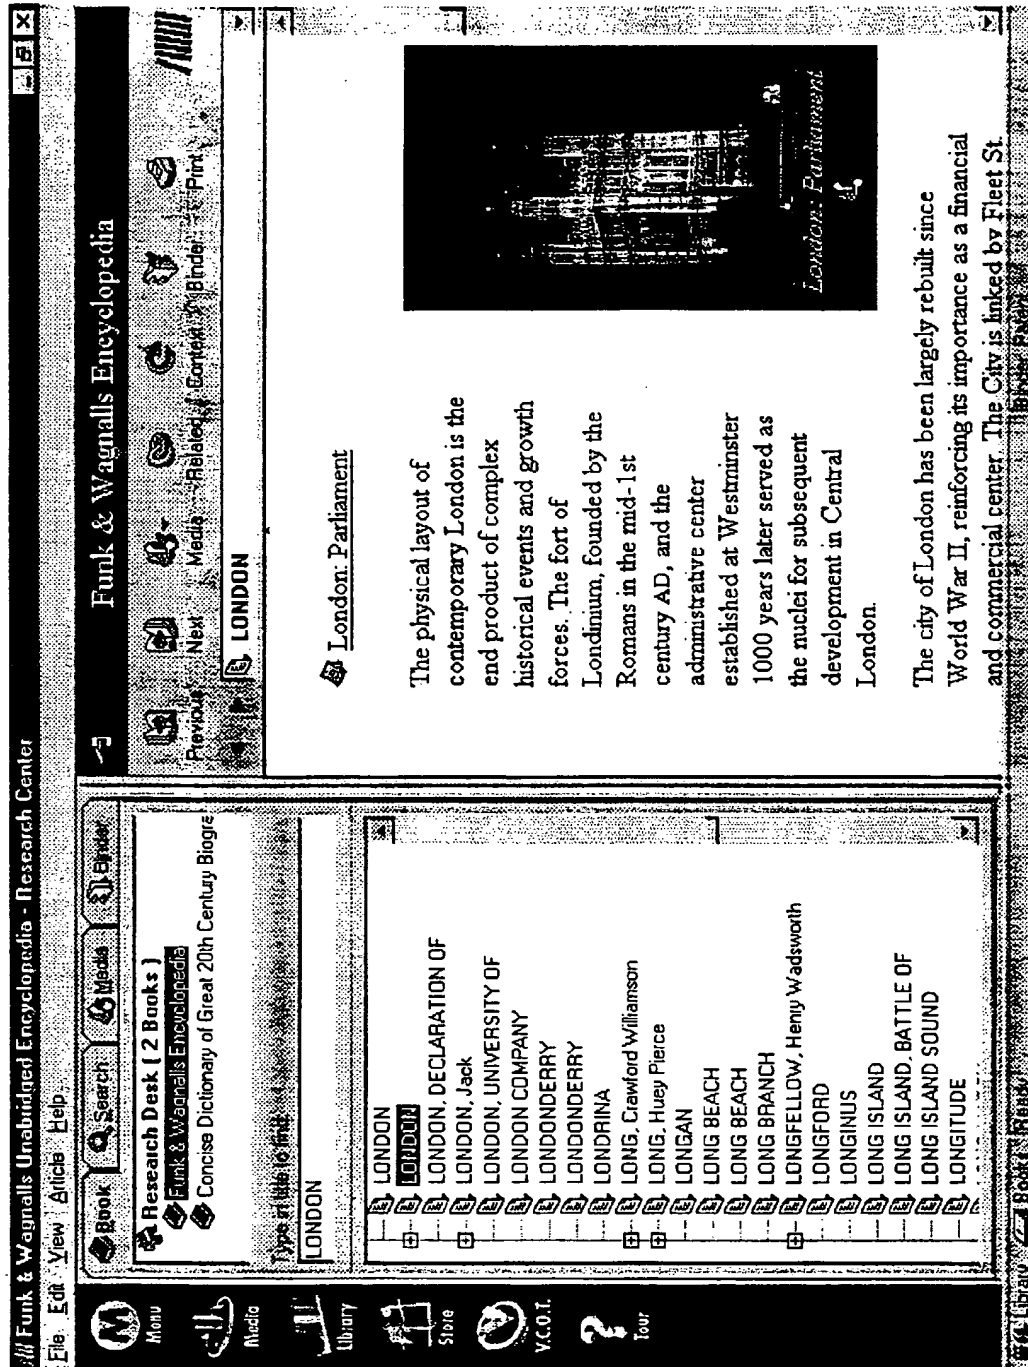 Funk & Wagnalls Unabridged Encyclopedia - Research Center
File Edit View Article Help
Menu
Media
Library
Store
V.C.O.T.
Tour
Book Search Media Binder
Research Desk ( 2 Books )
Funk & Wagnalls Encyclopedia
Concise Dictionary of Great 20th Century Biogra
Type a title to find:
LONDON
LONDON
LONDON
LONDON, DECLARATION OF
LONDON, Jack
LONDON, UNIVERSITY OF
LONDON COMPANY
LONDONDERRY
LONDONDERRY
LONDRINA
LONG, Crawford Williamson
LONG, Huey Pierce
LONGAN
LONG BEACH
LONG BEACH
LONG BRANCH
LONGFELLOW, Henry Wadsworth
LONGFORD
LONGINUS
LONG ISLAND
LONG ISLAND, BATTLE OF
LONG ISLAND SOUND
LONGITUDE
Funk & Wagnalls Encyclopedia
Previous Next Media Related Context Binder Print
LONDON
London: Parliament
The physical layout of
contemporary London is the
end product of complex
historical events and growth
forces. The fort of
Londinium, founded by the
Romans in the mid-1st
century AD, and the
administrative center
established at Westminster
1000 years later served as
the nuclei for subsequent
development in Central
London.
London: Parliament
The city of London has been largely rebuilt since
World War II, reinforcing its importance as a financial
and commercial center. The City is linked by Fleet St.